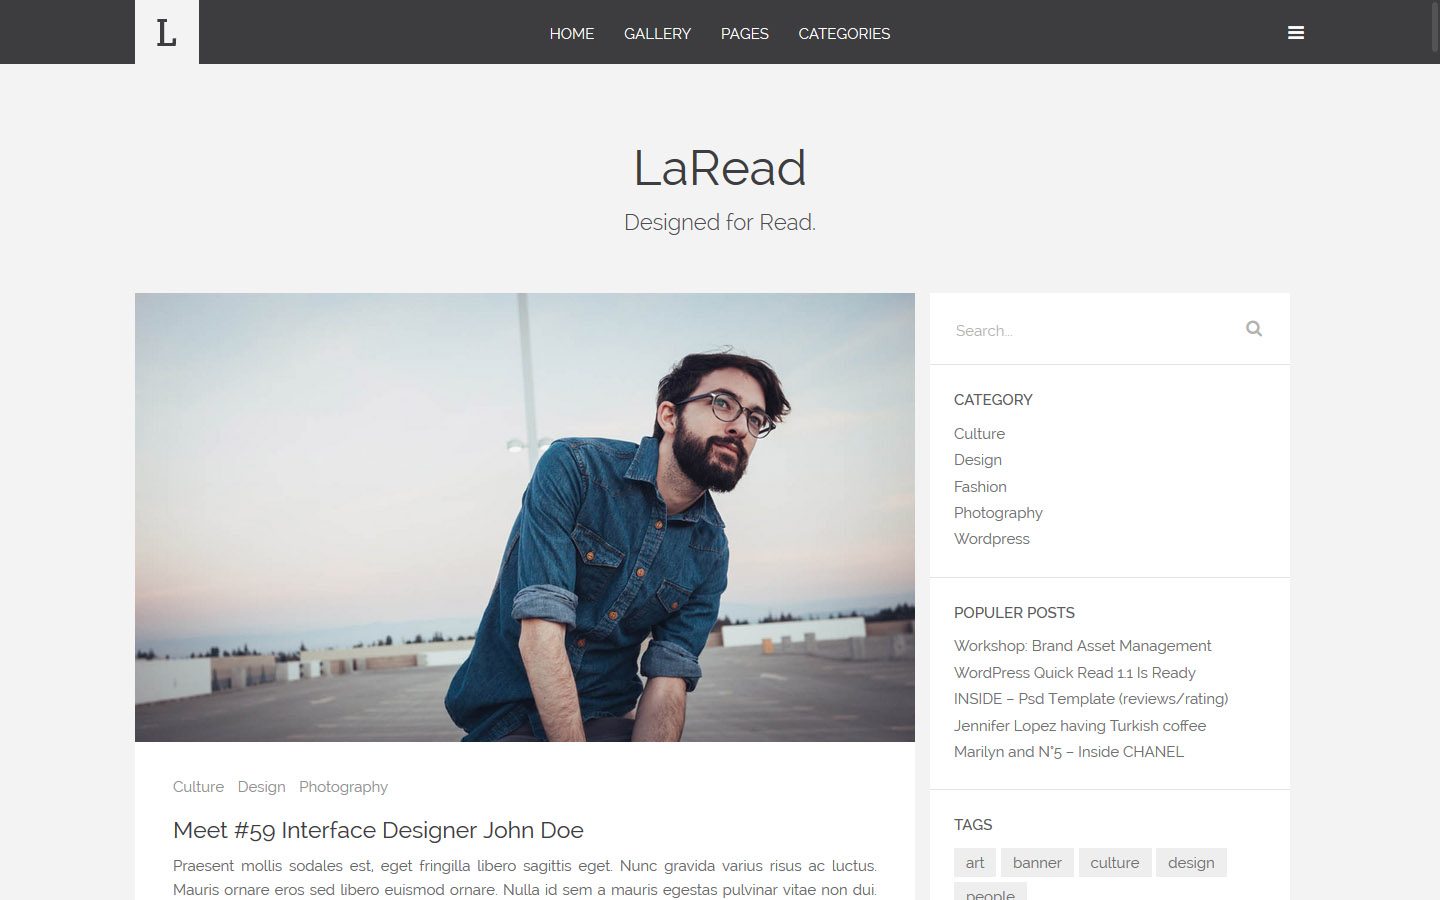 L
HOME GALLERY PAGES CATEGORIES
LaRead
Designed for Read.
Search...
CATEGORY
Culture
Design
Fashion
Photography
Wordpress
POPULER POSTS
Workshop: Brand Asset Management
WordPress Quick Read 1.1 Is Ready
INSIDE – Psd Template (reviews/rating)
Jennifer Lopez having Turkish coffee
Marilyn and N°5 – Inside CHANEL
TAGS
art banner culture design
people
Culture Design Photography
Meet #59 Interface Designer John Doe
Praesent mollis sodales est, eget fringilla libero sagittis eget. Nunc gravida varius risus ac luctus.
Mauris ornare eros sed libero euismod ornare. Nulla id sem a mauris egestas pulvinar vitae non dui.